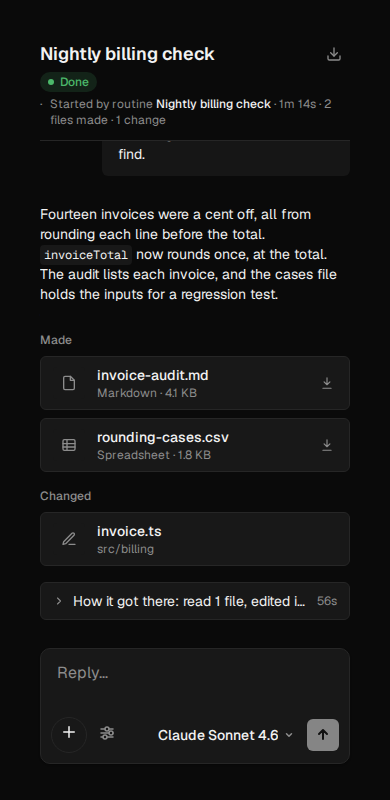 Nightly billing check
Done
· Started by routine Nightly billing check · 1m 14s · 2
files made · 1 change
find.
Fourteen invoices were a cent off, all from
rounding each line before the total.
invoiceTotal now rounds once, at the total.
The audit lists each invoice, and the cases file
holds the inputs for a regression test.
Made
invoice-audit.md
Markdown · 4.1 KB
rounding-cases.csv
Spreadsheet · 1.8 KB
Changed
invoice.ts
src/billing
How it got there: read 1 file, edited i... 56s
Reply...
Claude Sonnet 4.6